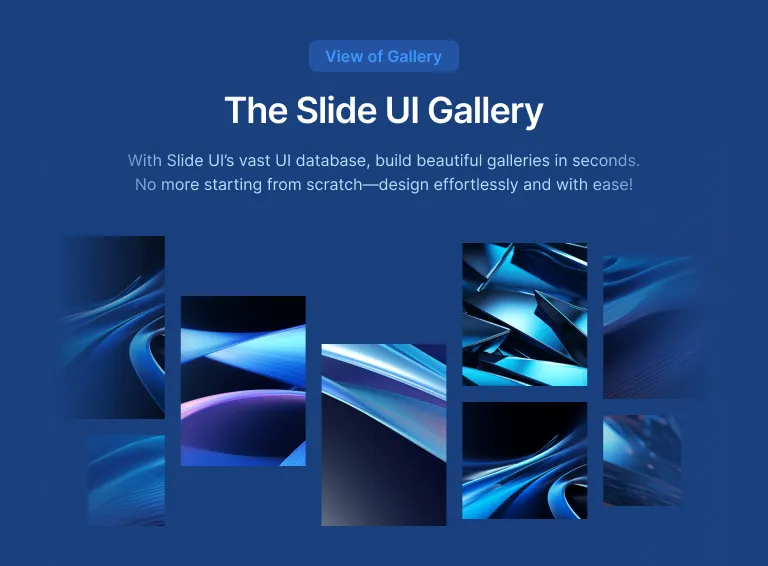 View of Gallery
The Slide UI Gallery
With Slide UI’s vast UI database, build beautiful galleries in seconds.
No more starting from scratch—design effortlessly and with ease!